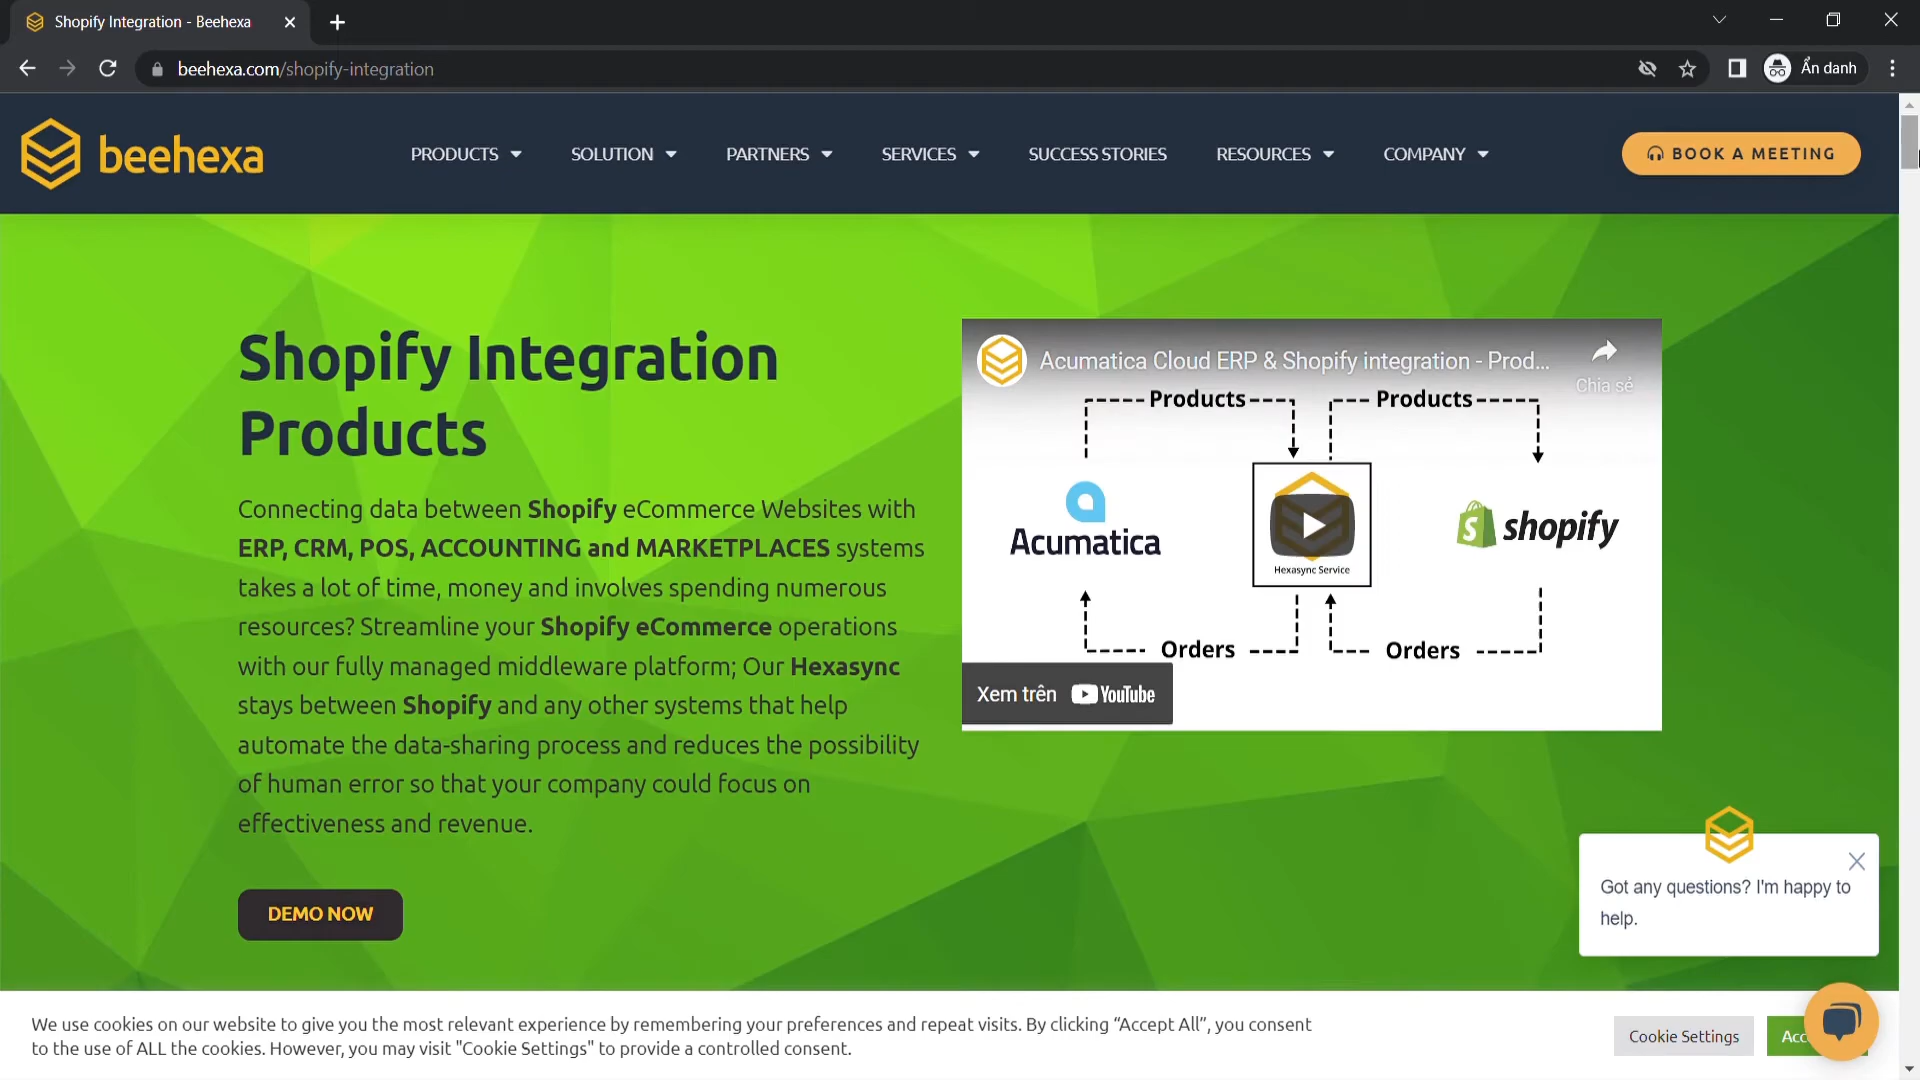 Shopify Integration - Beehexa
beehexa.com/shopify-integration
Ẩn danh
beehexa
PRODUCTS
SOLUTION
PARTNERS
SERVICES
SUCCESS STORIES
RESOURCES
COMPANY
BOOK A MEETING
Shopify Integration
Products
Connecting data between Shopify eCommerce Websites with
ERP, CRM, POS, ACCOUNTING and MARKETPLACES systems
takes a lot of time, money and involves spending numerous
resources? Streamline your Shopify eCommerce operations
with our fully managed middleware platform; Our Hexasync
stays between Shopify and any other systems that help
automate the data-sharing process and reduces the possibility
of human error so that your company could focus on
effectiveness and revenue.
DEMO NOW
Acumatica Cloud ERP & Shopify integration - Prod...
Chia sẻ
Products
Products
Acumatica
Hexasync Service
shopify
Orders
Orders
Xem trên YouTube
Got any questions? I'm happy to
help.
We use cookies on our website to give you the most relevant experience by remembering your preferences and repeat visits. By clicking “Accept All”, you consent
to the use of ALL the cookies. However, you may visit "Cookie Settings" to provide a controlled consent.
Cookie Settings